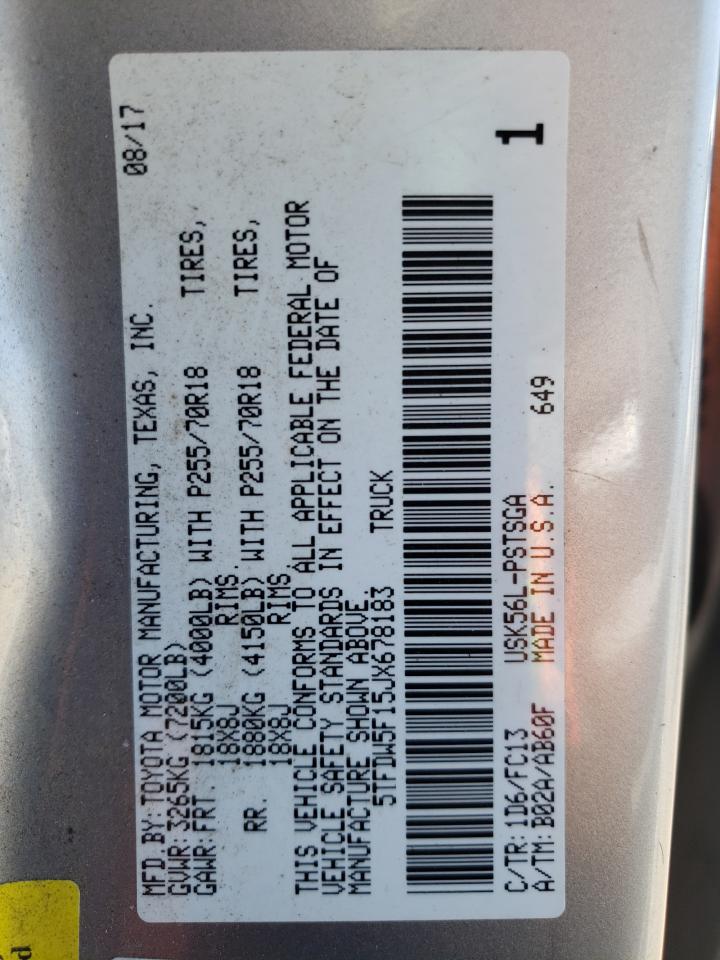 MFD. BY: TOYOTA MOTOR MANUFACTURING, TEXAS, INC. 08/17
GVWR: 3265KG (7200LB)
GAWR: FRT. 1815KG (4000LB) WITH P255/70R18 TIRES,
18X8J RIMS.
RR. 1880KG (4150LB) WITH P255/70R18 TIRES,
18X8J RIMS
THIS VEHICLE CONFORMS TO ALL APPLICABLE FEDERAL MOTOR
VEHICLE SAFETY STANDARDS IN EFFECT ON THE DATE OF
MANUFACTURE SHOWN ABOVE.
5TFDW5F15JX678183 TRUCK
1
C/TR: 1D6/FC13 USK56L-PSTSGA
A/TM: B02A/AB60F MADE IN U.S.A. 649
d